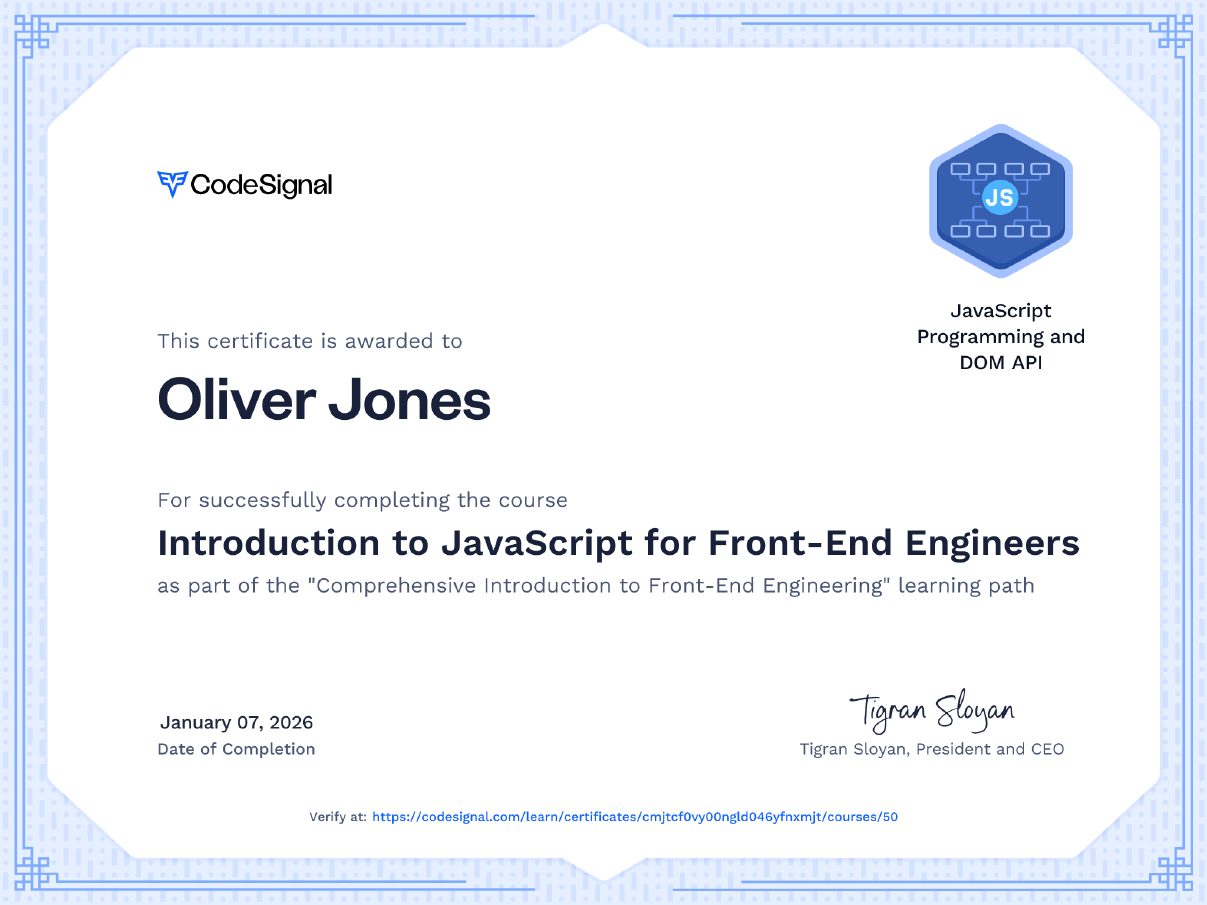 CodeSignal
JS
JavaScript
Programming and
DOM API
This certificate is awarded to
Oliver Jones
For successfully completing the course
Introduction to JavaScript for Front-End Engineers
as part of the "Comprehensive Introduction to Front-End Engineering" learning path
January 07, 2026
Date of Completion
Tigran Sloyan
Tigran Sloyan, President and CEO
Verify at: https://codesignal.com/learn/certificates/cmjtcf0vy00ngld046yfnxmjt/courses/50